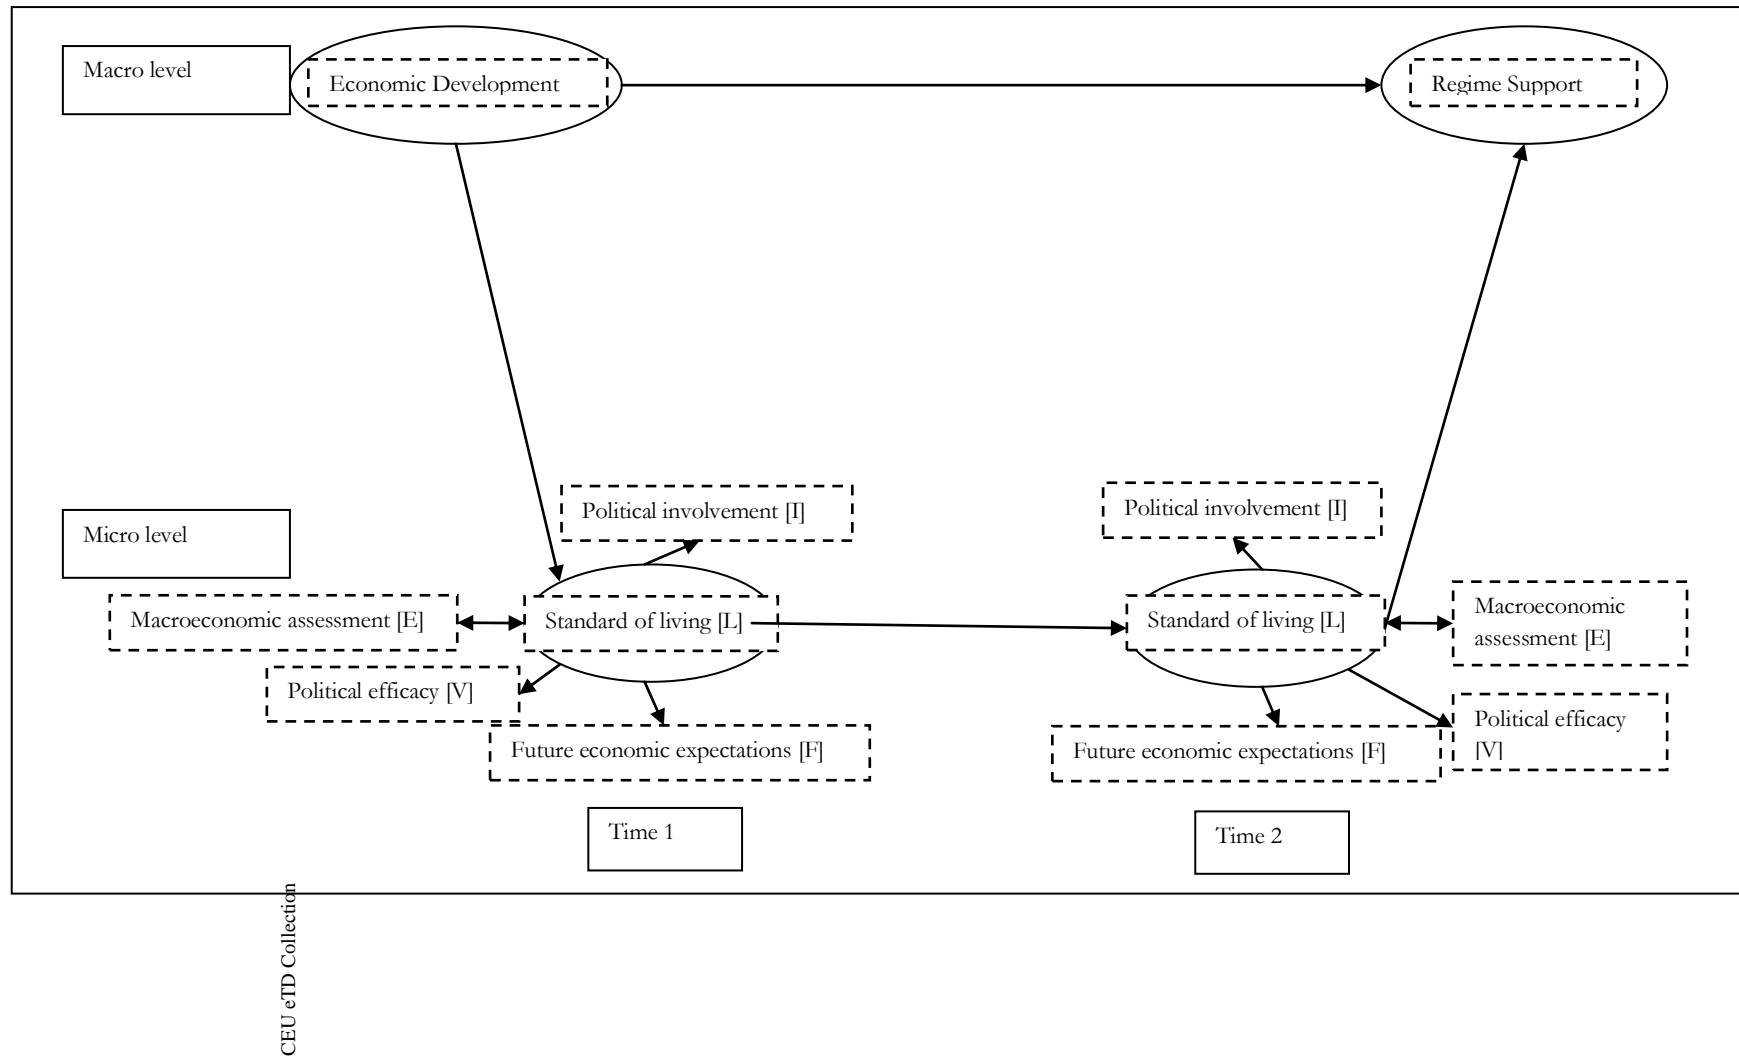 Macro level
Economic Development
Regime Support
Political involvement [I]
Political involvement [I]
Micro level
Macroeconomic assessment [E]
Standard of living [L]
Standard of living [L]
Macroeconomic
assessment [E]
Political efficacy [V]
Political efficacy
[V]
Future economic expectations [F]
Future economic expectations [F]
Time 1
Time 2
CEU eTD Collection